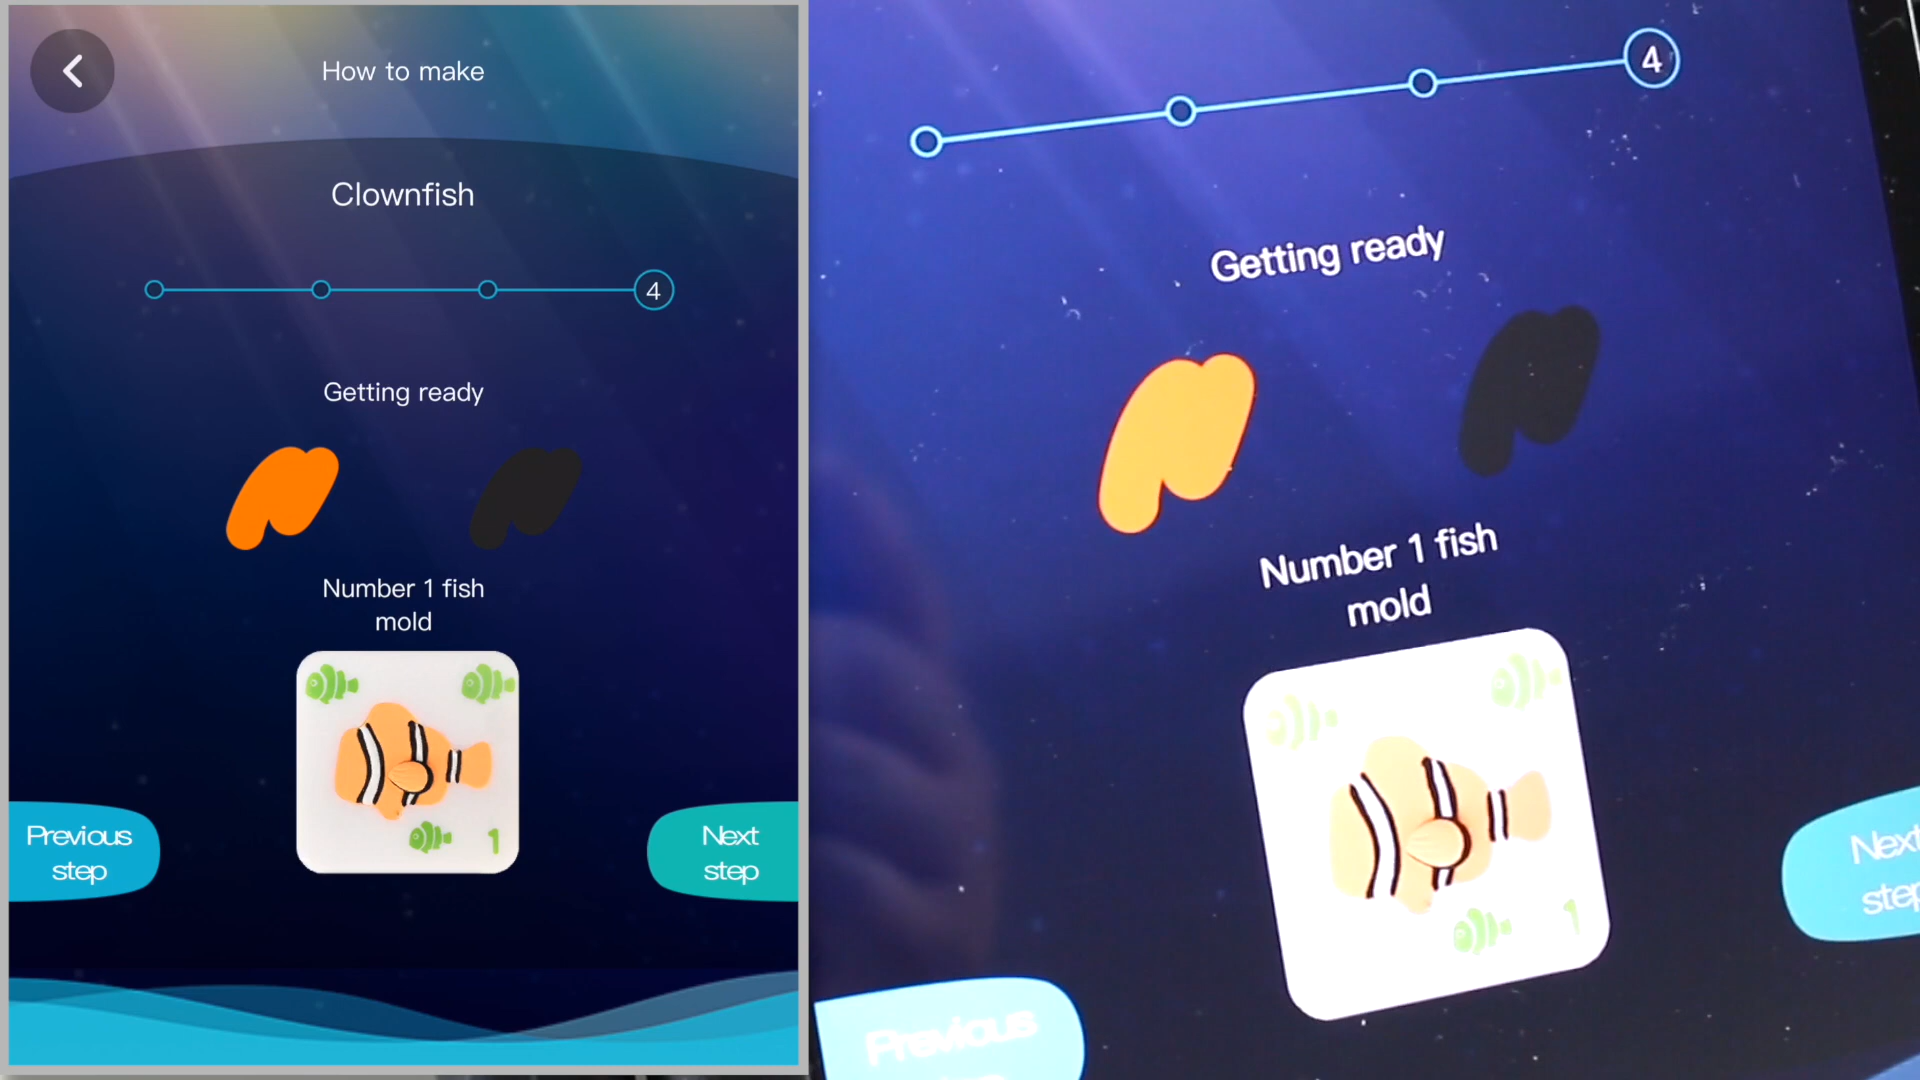 How to make
Clownfish
4
Getting ready
Number 1 fish
mold
1
Previous
step
Next
step
4
Getting ready
Number 1 fish
mold
1
Next
step
Previous